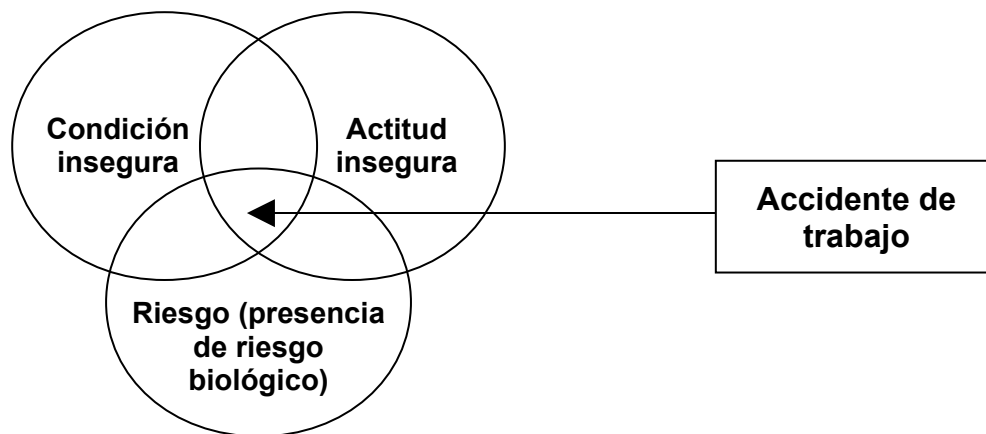 Condición
insegura
Actitud
insegura
Accidente de
trabajo
Riesgo (presencia
de riesgo
biológico)